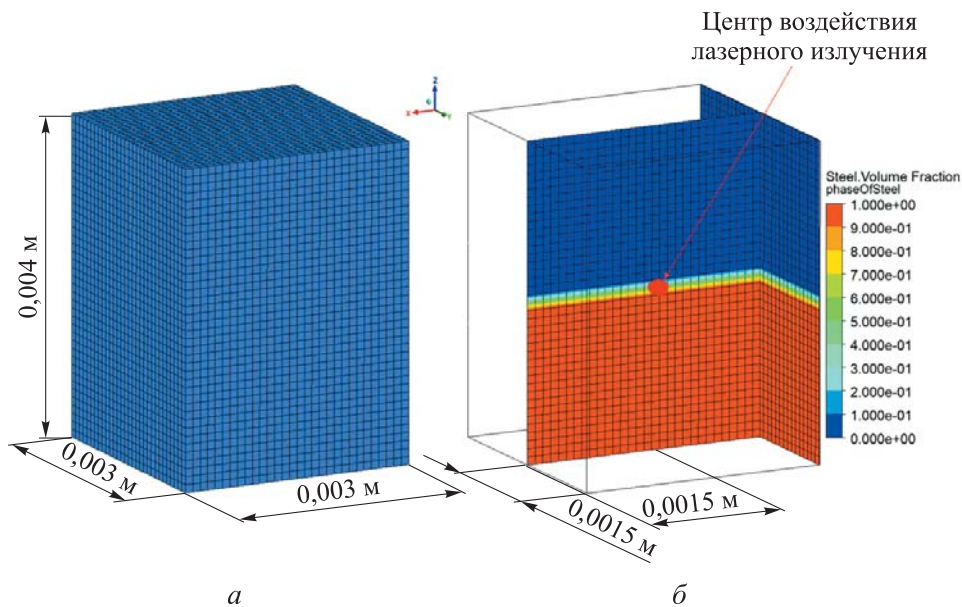 Центр воздействия
лазерного излучения
z
x
y
0,004 м
0,003 м
0,003 м
0,0015 м
0,0015 м
Steel.Volume Fraction
phaseOfSteel
1.000e+00
9.000e-01
8.000e-01
7.000e-01
6.000e-01
5.000e-01
4.000e-01
3.000e-01
2.000e-01
1.000e-01
0.000e+00
а
б